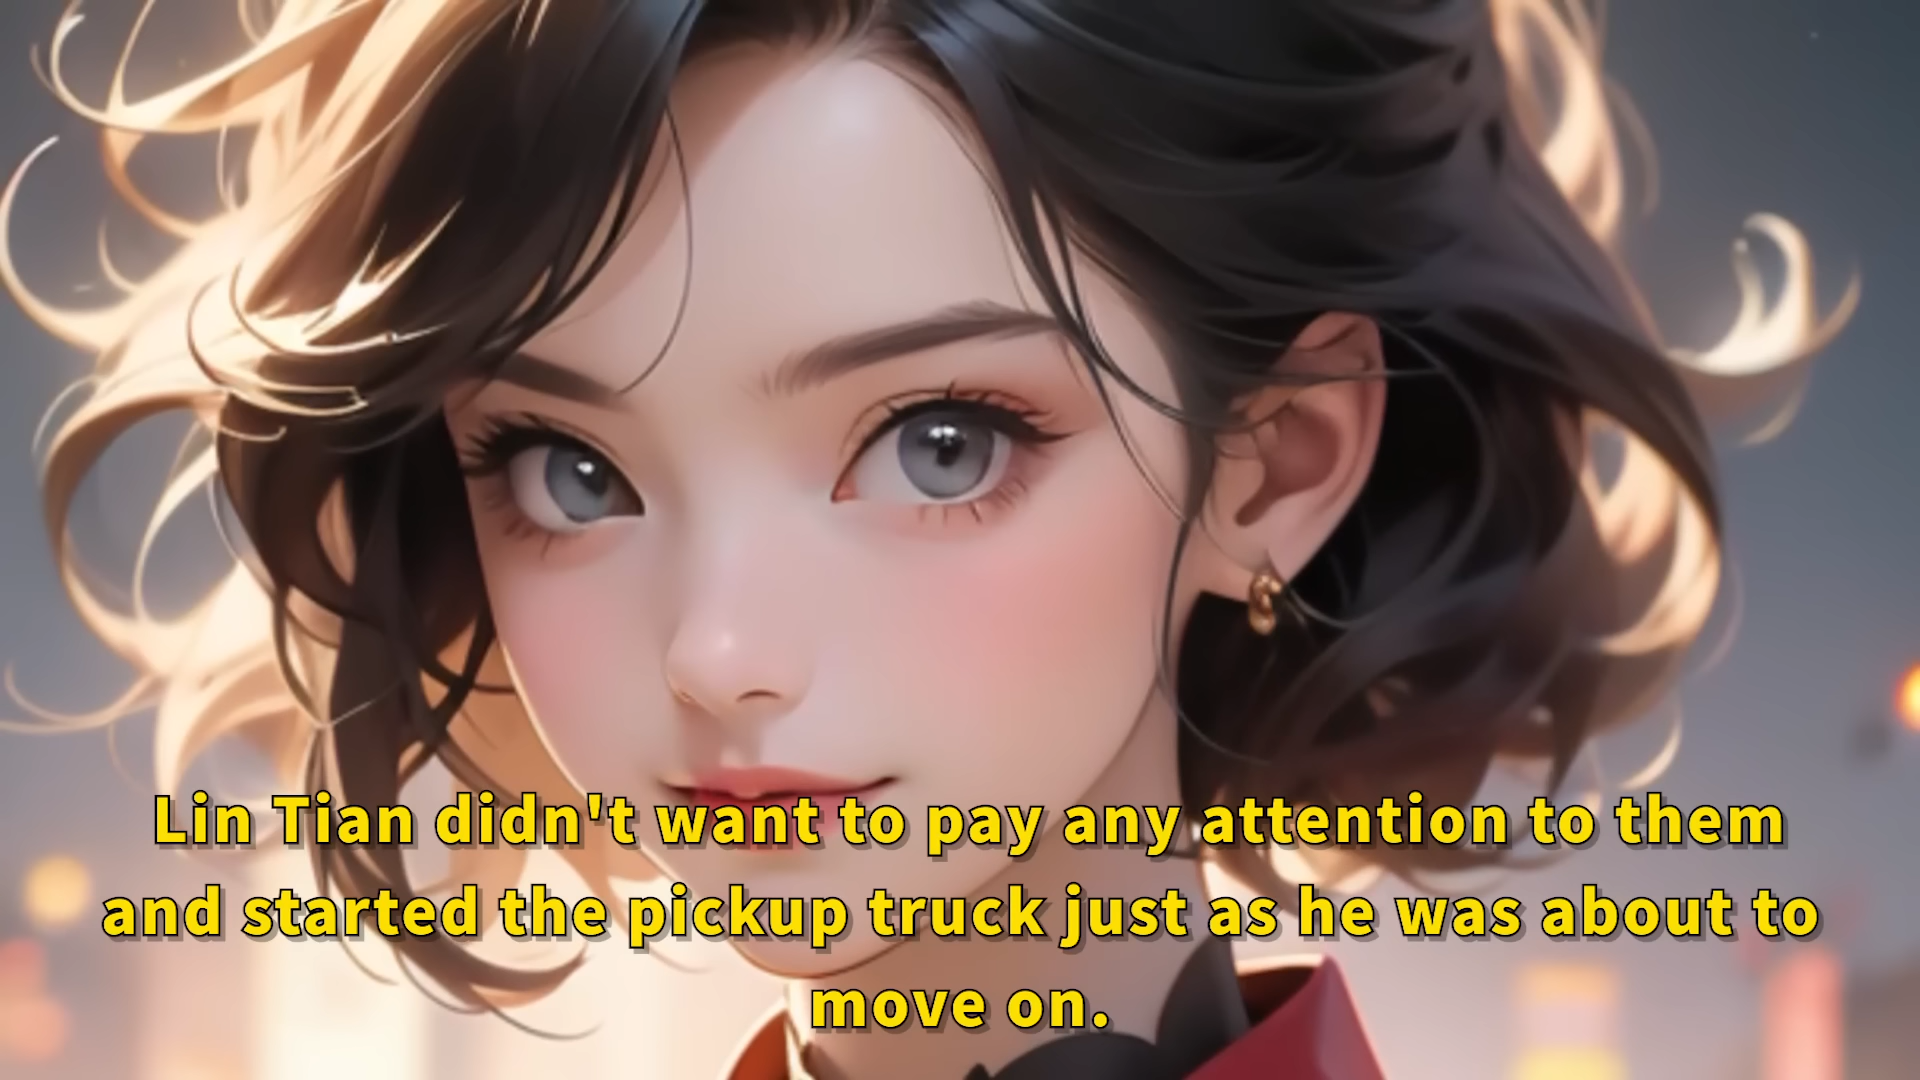 Lin Tian didn't want to pay any attention to them
and started the pickup truck just as he was about to
move on.